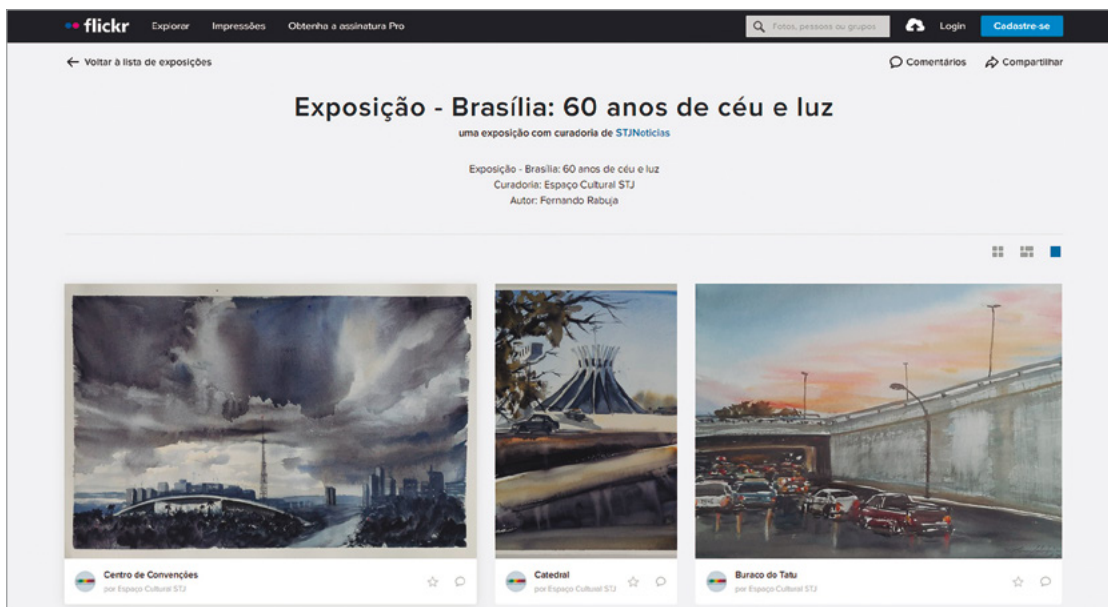 flickr Explorar Impressões Obtenha a assinatura Pro Fotos, pessoas ou grupos Login Cadastre-se
Voltar à lista de exposições Comentários Compartilhar
Exposição - Brasília: 60 anos de céu e luz
uma exposição com curadoria de STJNoticias
Exposição - Brasília: 60 anos de céu e luz
Curadoria: Espaço Cultural STJ
Autor: Fernando Rabuja
Centro de Convenções
por Espaço Cultural STJ
Catedral
por Espaço Cultural STJ
Buraco do Tatu
por Espaço Cultural STJ